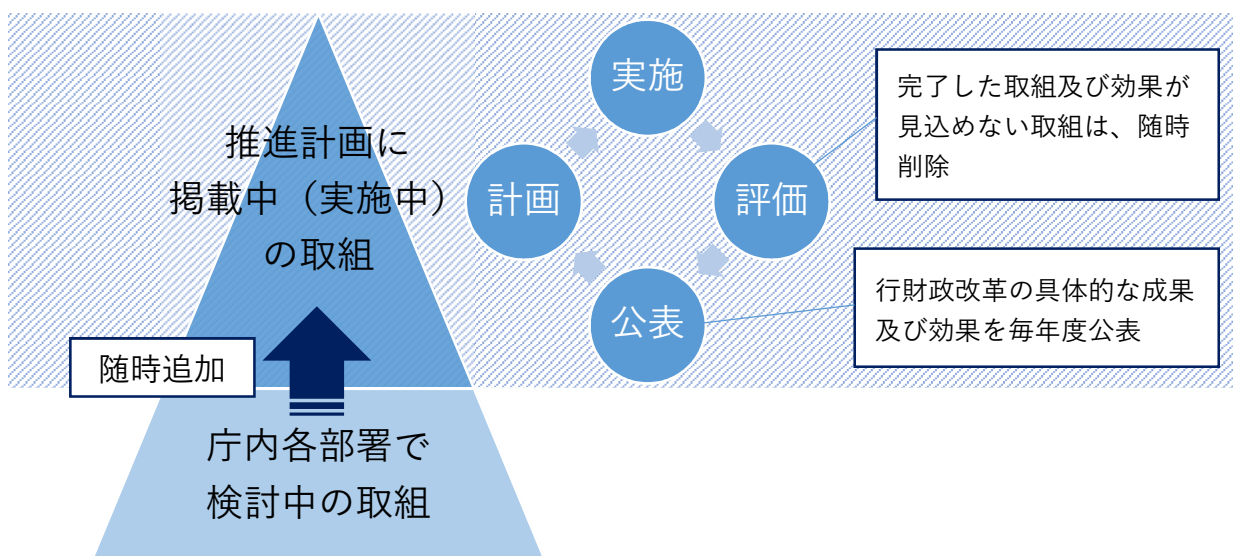 推進計画に
掲載中（実施中）
の取組
随時追加
庁内各部署で
検討中の取組
実施
計画
評価
公表
完了した取組及び効果が
見込めない取組は、随時
削除
行財政改革の具体的な成果
及び効果を毎年度公表